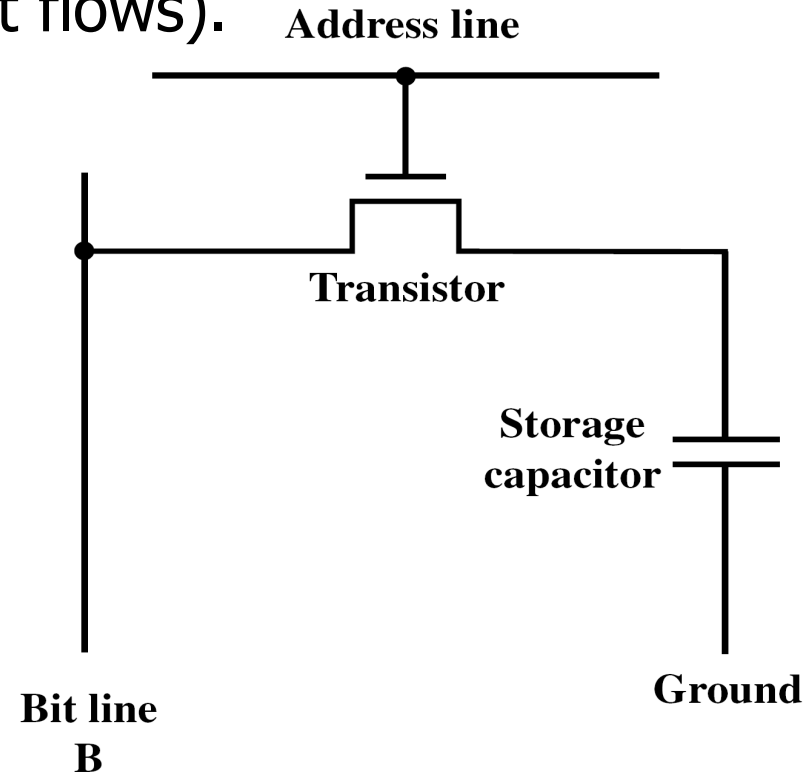 t flows).
Address line
Transistor
Storage
capacitor
Ground
Bit line
B